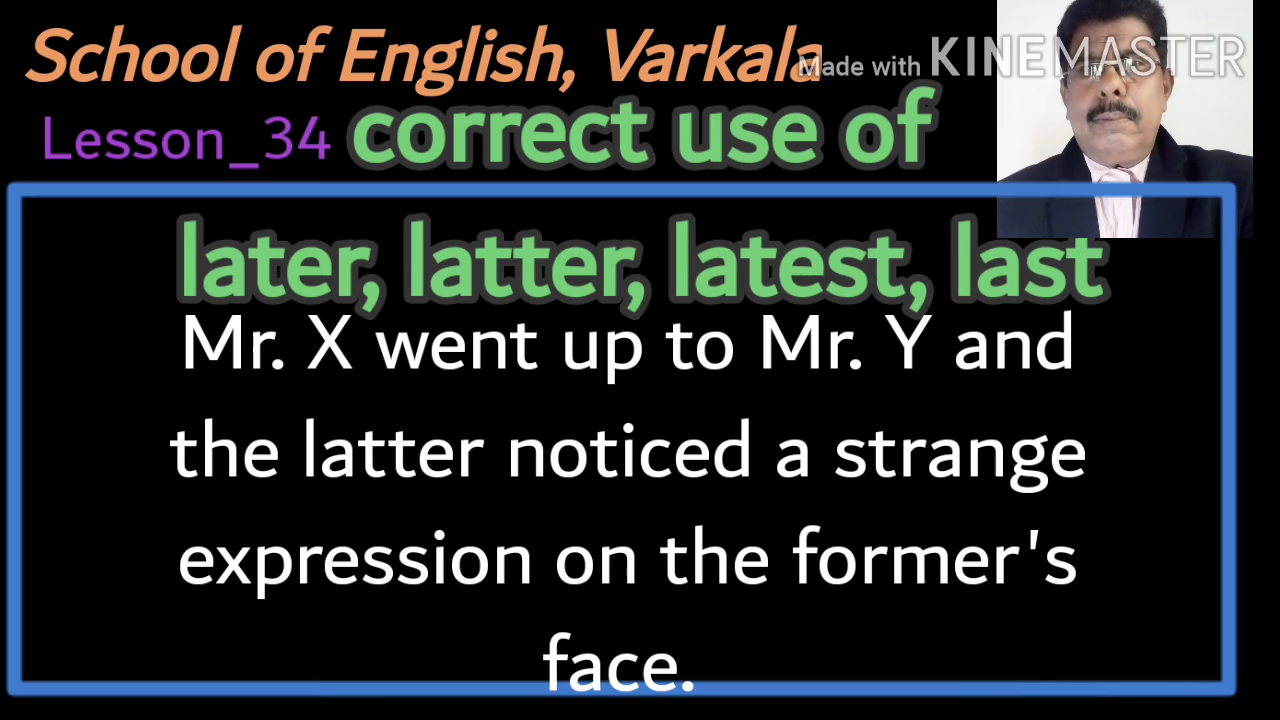 School of English, Varkala
Made with KINEMASTER
Lesson_34 correct use of
later, latter, latest, last
Mr. X went up to Mr. Y and
the latter noticed a strange
expression on the former's
face.